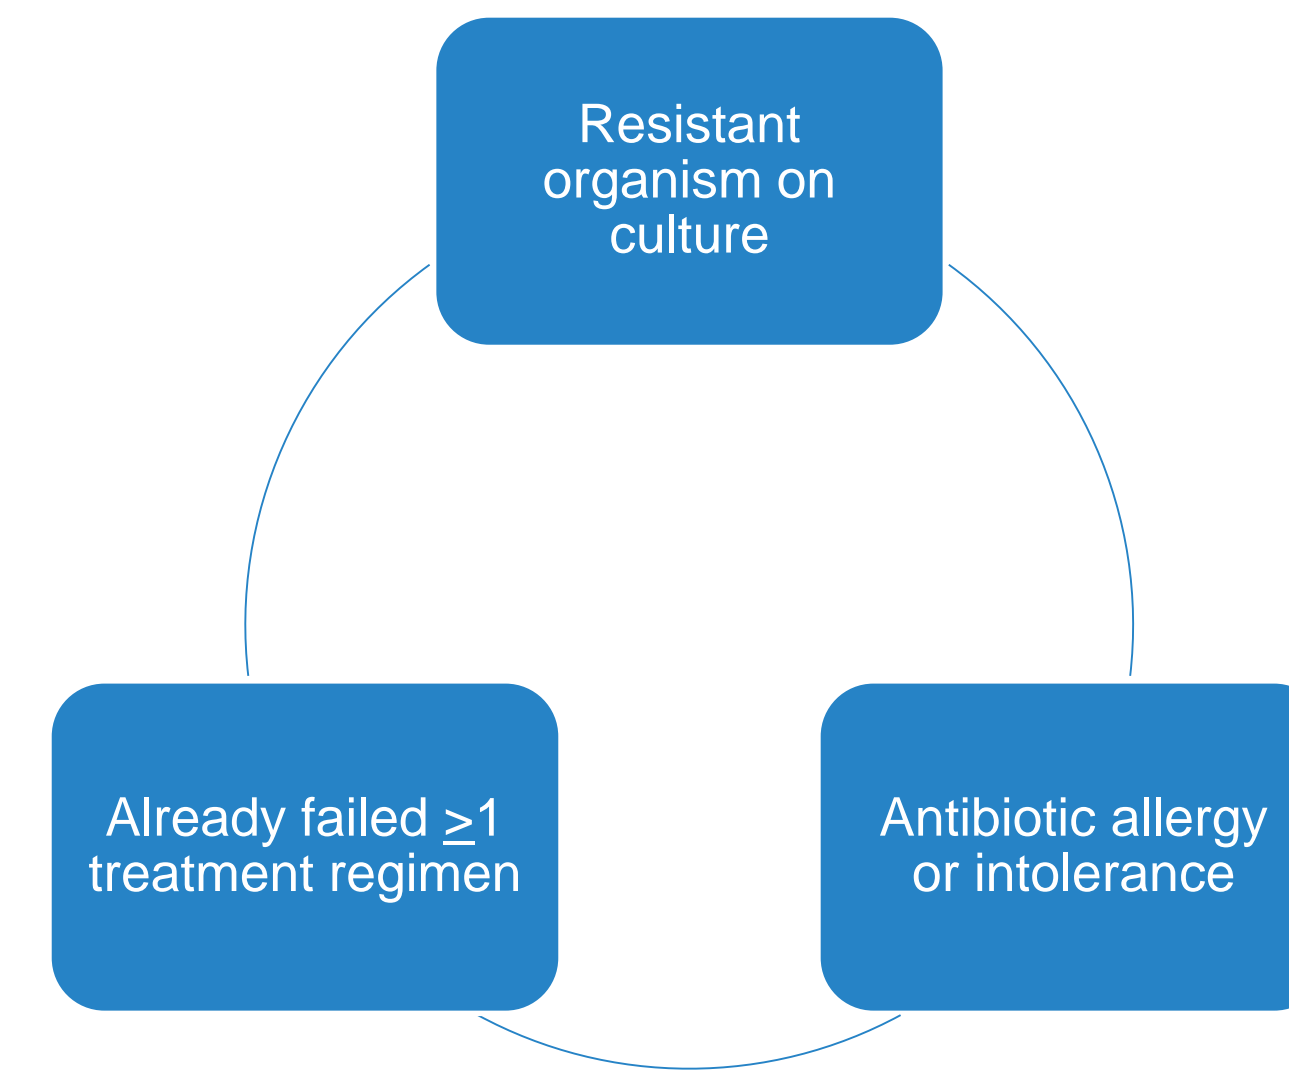 Resistant
organism on
culture
Already failed >1
treatment regimen
Antibiotic allergy
or intolerance